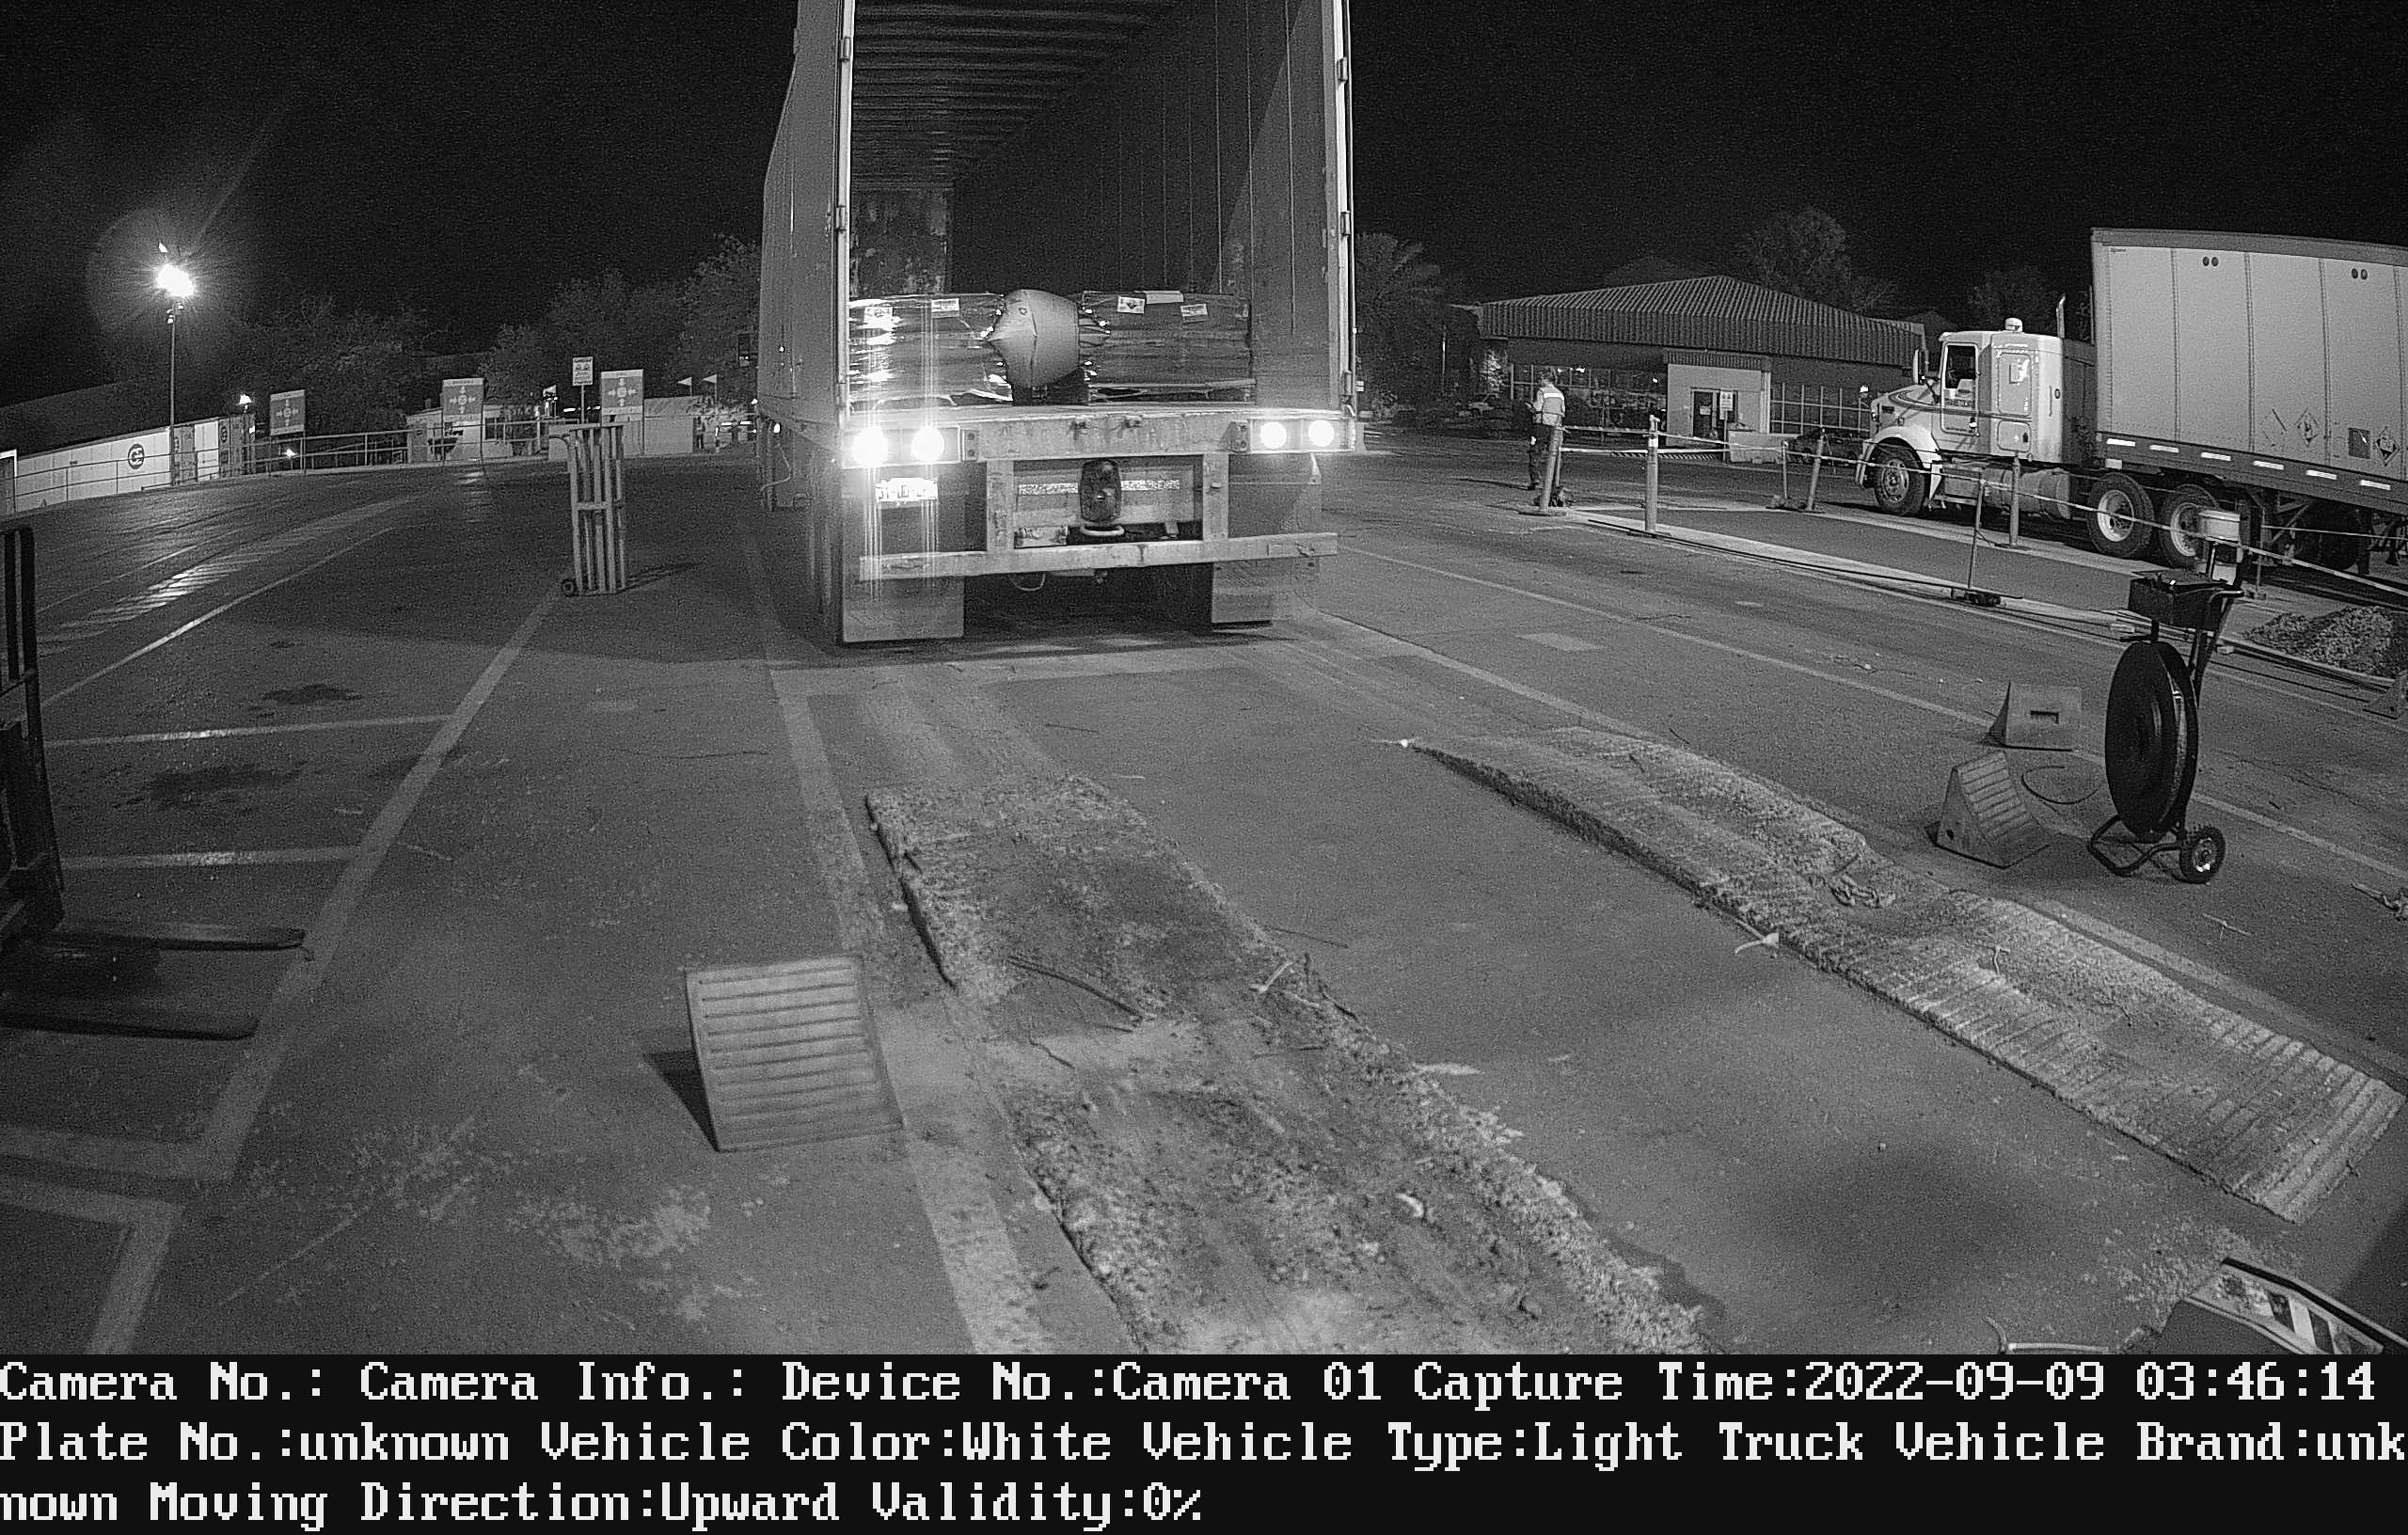 Camera No.: Camera Info.: Device No.:Camera 01 Capture Time:2022-09-09 03:46:14
Plate No.:unknown Vehicle Color:White Vehicle Type:Light Truck Vehicle Brand:unk
nown Moving Direction:Upward Validity:0%